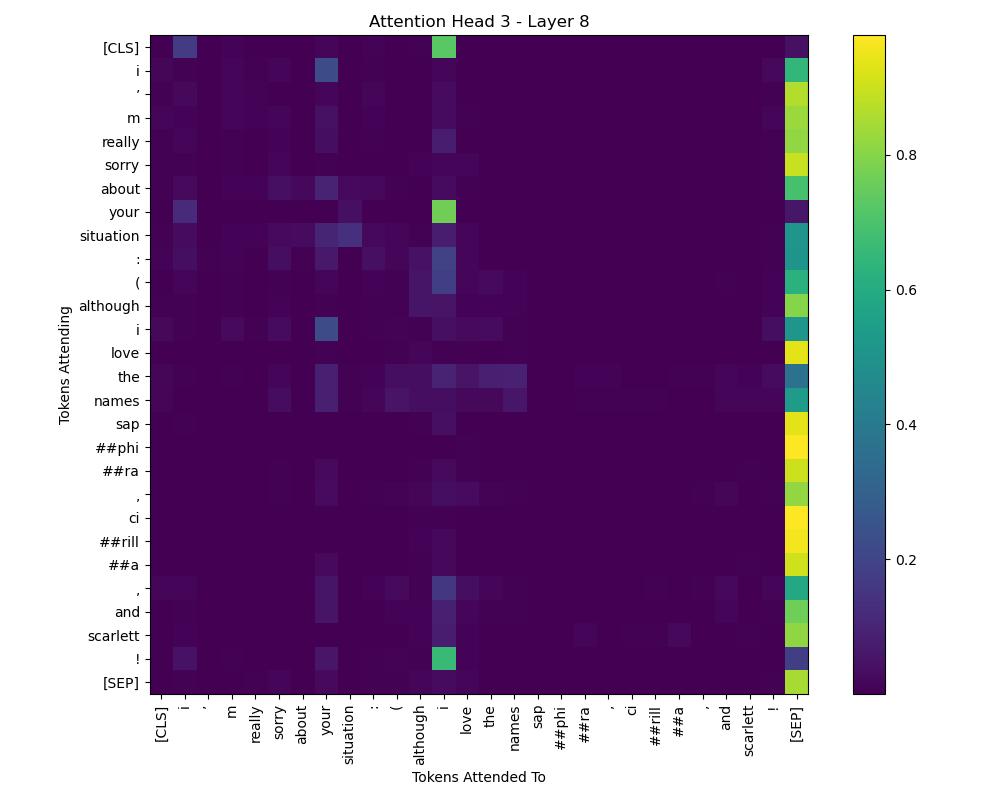 Attention Head 3 - Layer 8
Tokens Attending
[CLS]
i
’
m
really
sorry
about
your
situation
:
(
although
i
love
the
names
sap
##phi
##ra
,
ci
##rill
##a
,
and
scarlett
!
[SEP]
[CLS]
i
’
m
really
sorry
about
your
situation
:
(
although
i
love
the
names
sap
##phi
##ra
,
ci
##rill
##a
,
and
scarlett
!
[SEP]
Tokens Attended To
0.8
0.6
0.4
0.2